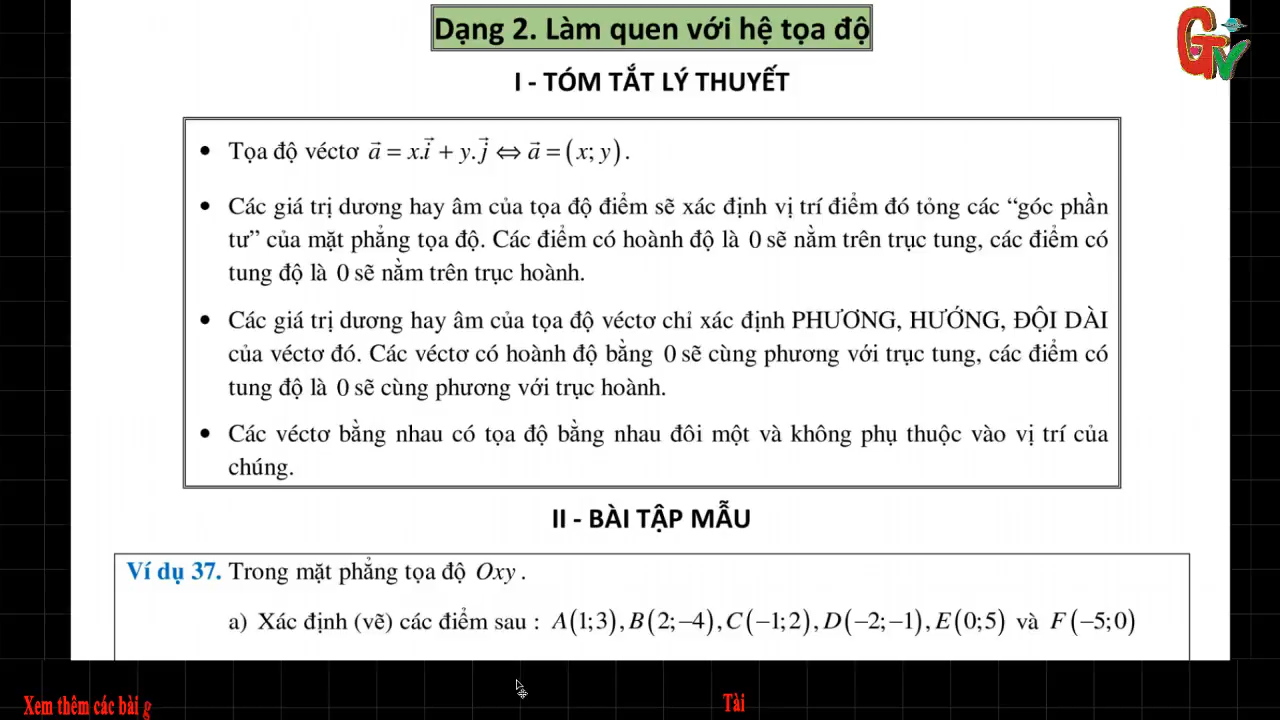 Dạng 2. Làm quen với hệ tọa độ
GTV
I - TÓM TẮT LÝ THUYẾT
• Tọa độ véctơ a⃗ = x.i⃗ + y.j⃗ ⇔ a⃗ = (x; y).
• Các giá trị dương hay âm của tọa độ điểm sẽ xác định vị trí điểm đó tỏng các “góc phần
tư” của mặt phẳng tọa độ. Các điểm có hoành độ là 0 sẽ nằm trên trục tung, các điểm có
tung độ là 0 sẽ nằm trên trục hoành.
• Các giá trị dương hay âm của tọa độ véctơ chỉ xác định PHƯƠNG, HƯỚNG, ĐỘI DÀI
của véctơ đó. Các véctơ có hoành độ bằng 0 sẽ cùng phương với trục tung, các điểm có
tung độ là 0 sẽ cùng phương với trục hoành.
• Các véctơ bằng nhau có tọa độ bằng nhau đôi một và không phụ thuộc vào vị trí của
chúng.
II - BÀI TẬP MẪU
Ví dụ 37. Trong mặt phẳng tọa độ Oxy.
a) Xác định (vẽ) các điểm sau : A(1;3), B(2;−4), C(−1;2), D(−2;−1), E(0;5) và F(−5;0)
Xem thêm các bài g
Tài